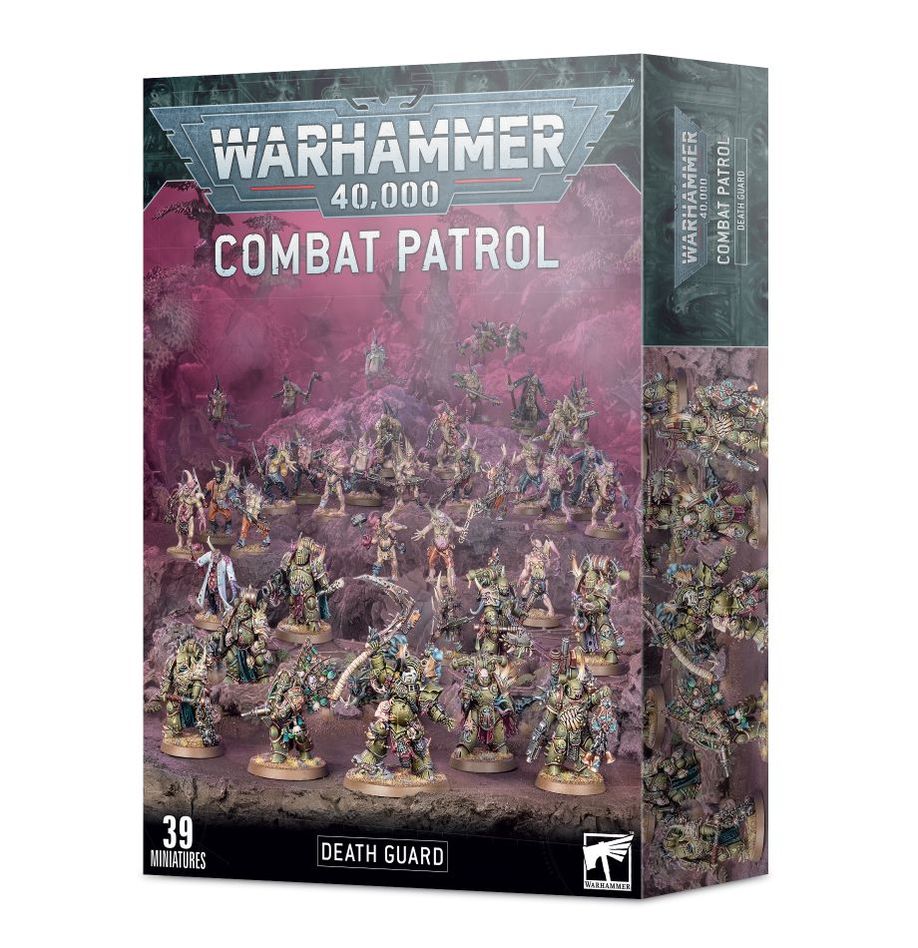 WARHAMMER
40,000
COMBAT PATROL
39
MINIATURES
DEATH GUARD
WARHAMMER
WARHAMMER
40,000
COMBAT PATROL
DEATH GUARD